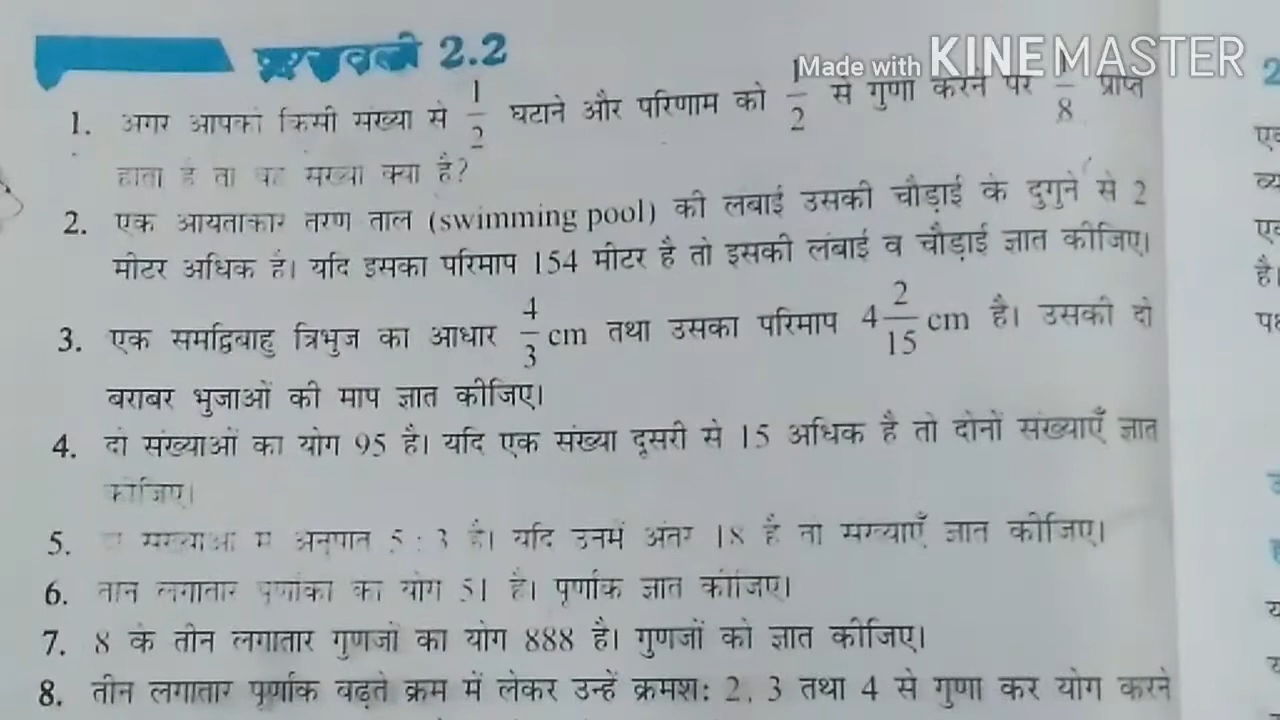 Made with KINEMASTER
प्रश्नावली 2.2
1. अगर आपको किसी संख्या से 1/2 घटाने और परिणाम को 1/2 से गुणा करने पर 1/8 प्राप्त
होता है तो वह संख्या क्या है?
2. एक आयताकार तरण ताल (swimming pool) की लंबाई उसकी चौड़ाई के दुगुने से 2
मीटर अधिक है। यदि इसका परिमाप 154 मीटर है तो इसकी लंबाई व चौड़ाई ज्ञात कीजिए।
3. एक समद्विबाहु त्रिभुज का आधार 4/3 cm तथा उसका परिमाप 4 2/15 cm है। उसकी दो
बराबर भुजाओं की माप ज्ञात कीजिए।
4. दो संख्याओं का योग 95 है। यदि एक संख्या दूसरी से 15 अधिक है तो दोनों संख्याएँ ज्ञात
कीजिए।
5. दो संख्याओं में अनुपात 5 : 3 है। यदि उनमें अंतर 18 है तो संख्याएँ ज्ञात कीजिए।
6. तीन लगातार पूर्णांकों का योग 51 है। पूर्णांक ज्ञात कीजिए।
7. 8 के तीन लगातार गुणजों का योग 888 है। गुणजों को ज्ञात कीजिए।
8. तीन लगातार पूर्णांक बढ़ते क्रम में लेकर उन्हें क्रमश: 2, 3 तथा 4 से गुणा कर योग करने